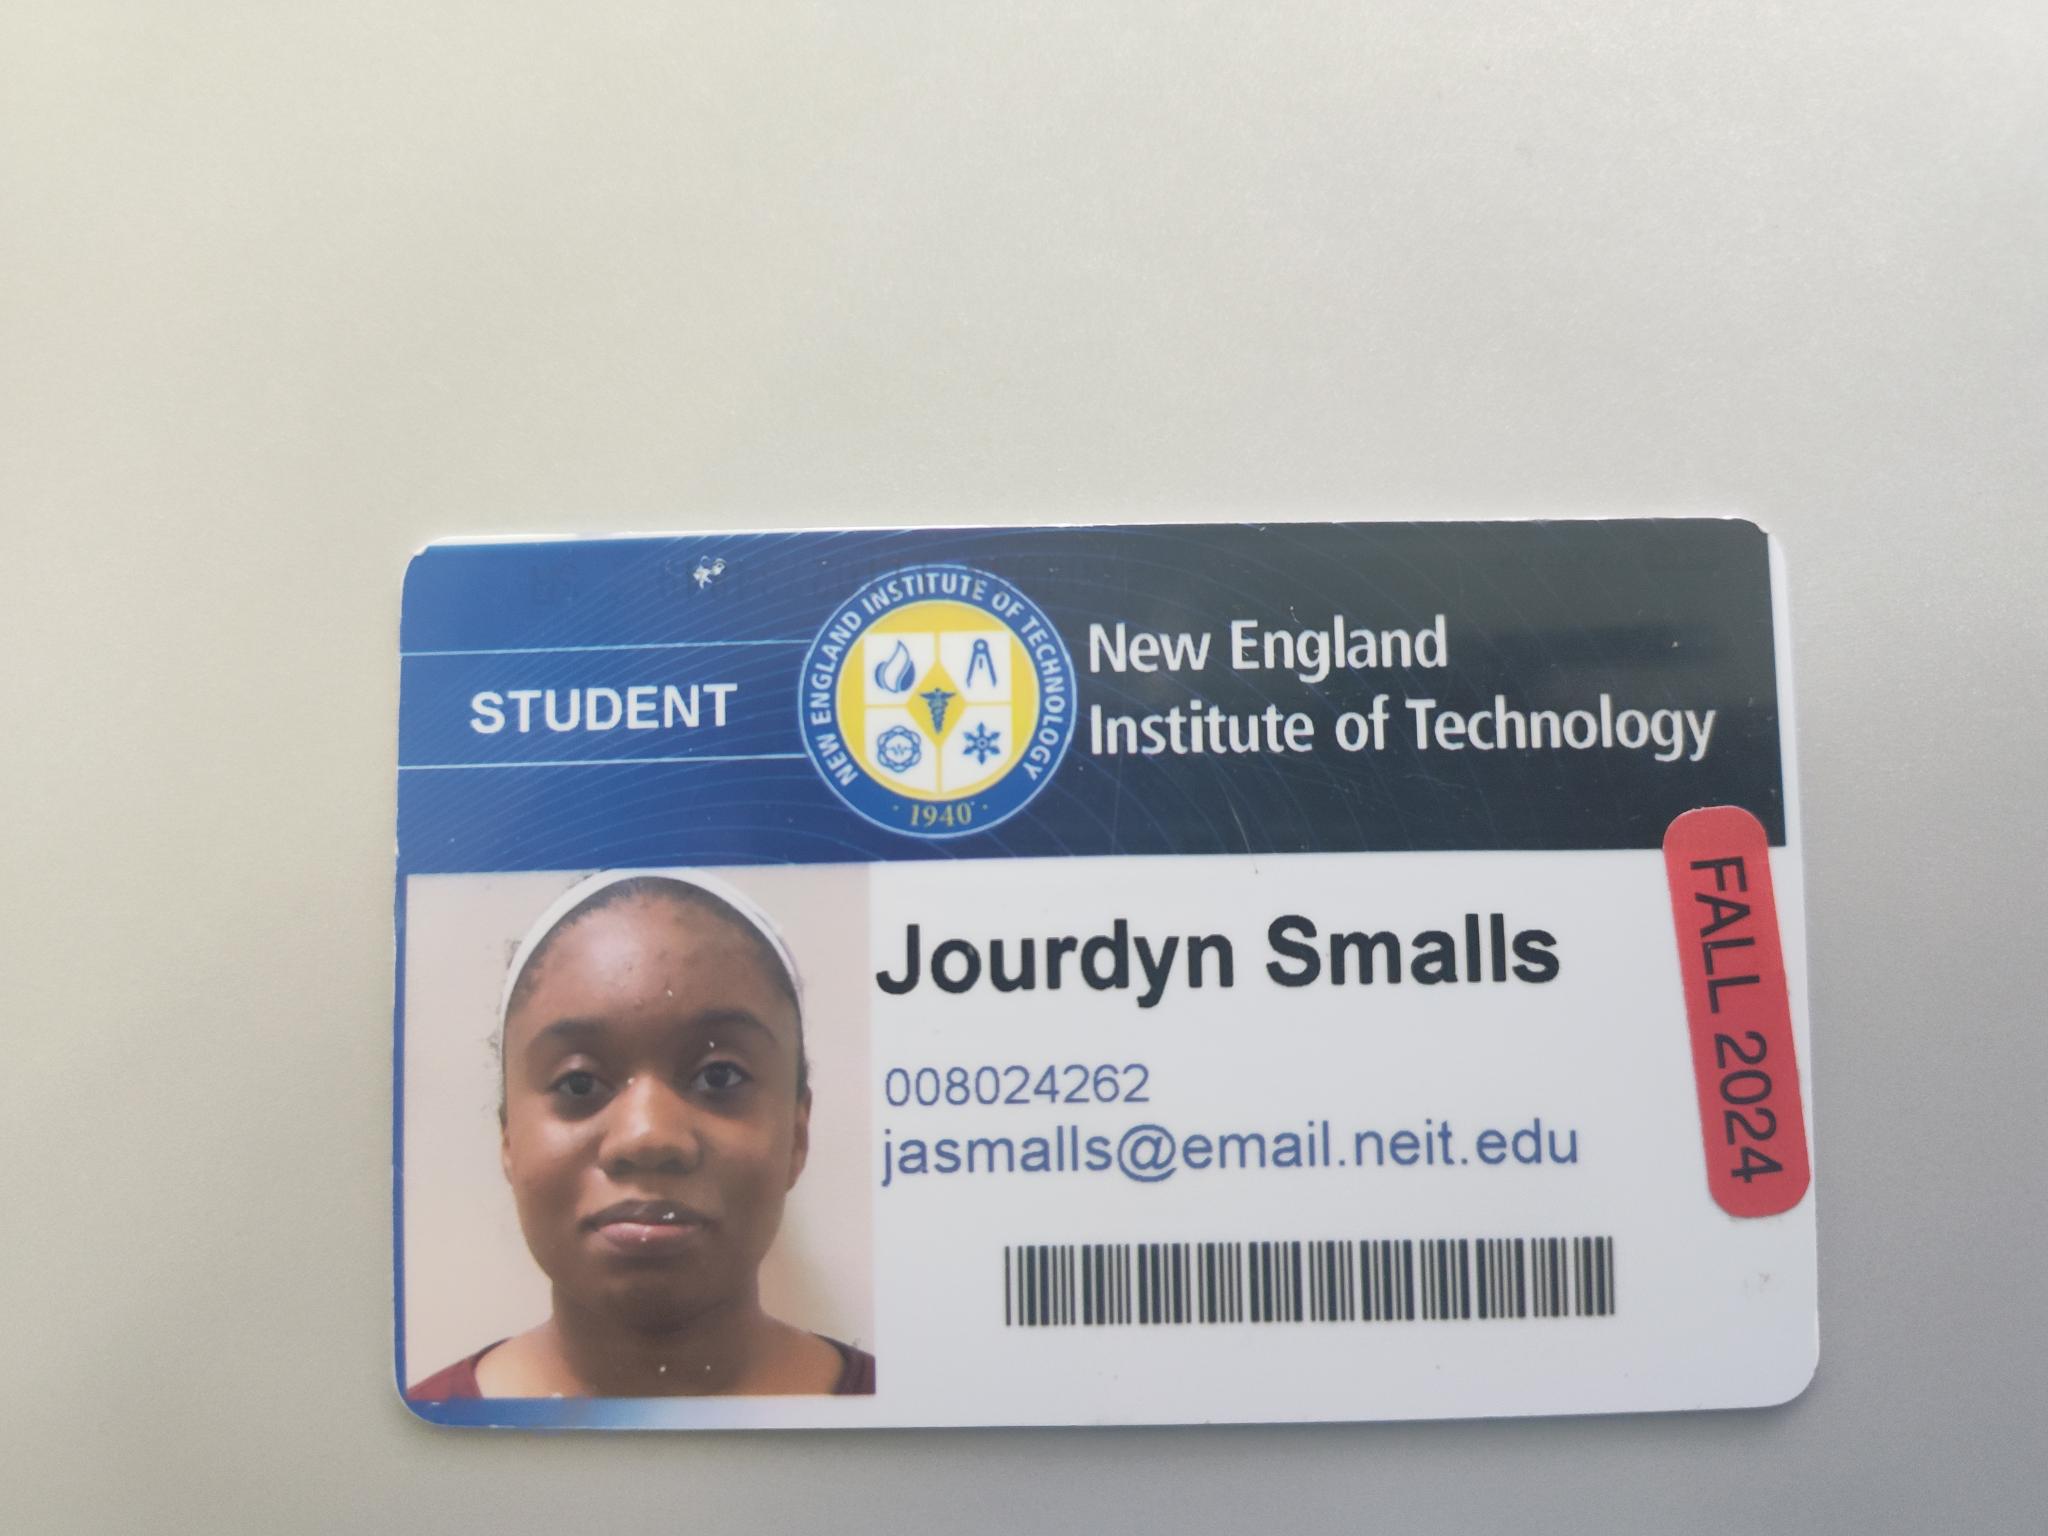 STUDENT
NEW ENGLAND INSTITUTE OF TECHNOLOGY
· 1940 ·
New England
Institute of Technology
Jourdyn Smalls
008024262
jasmalls@email.neit.edu
FALL 2024